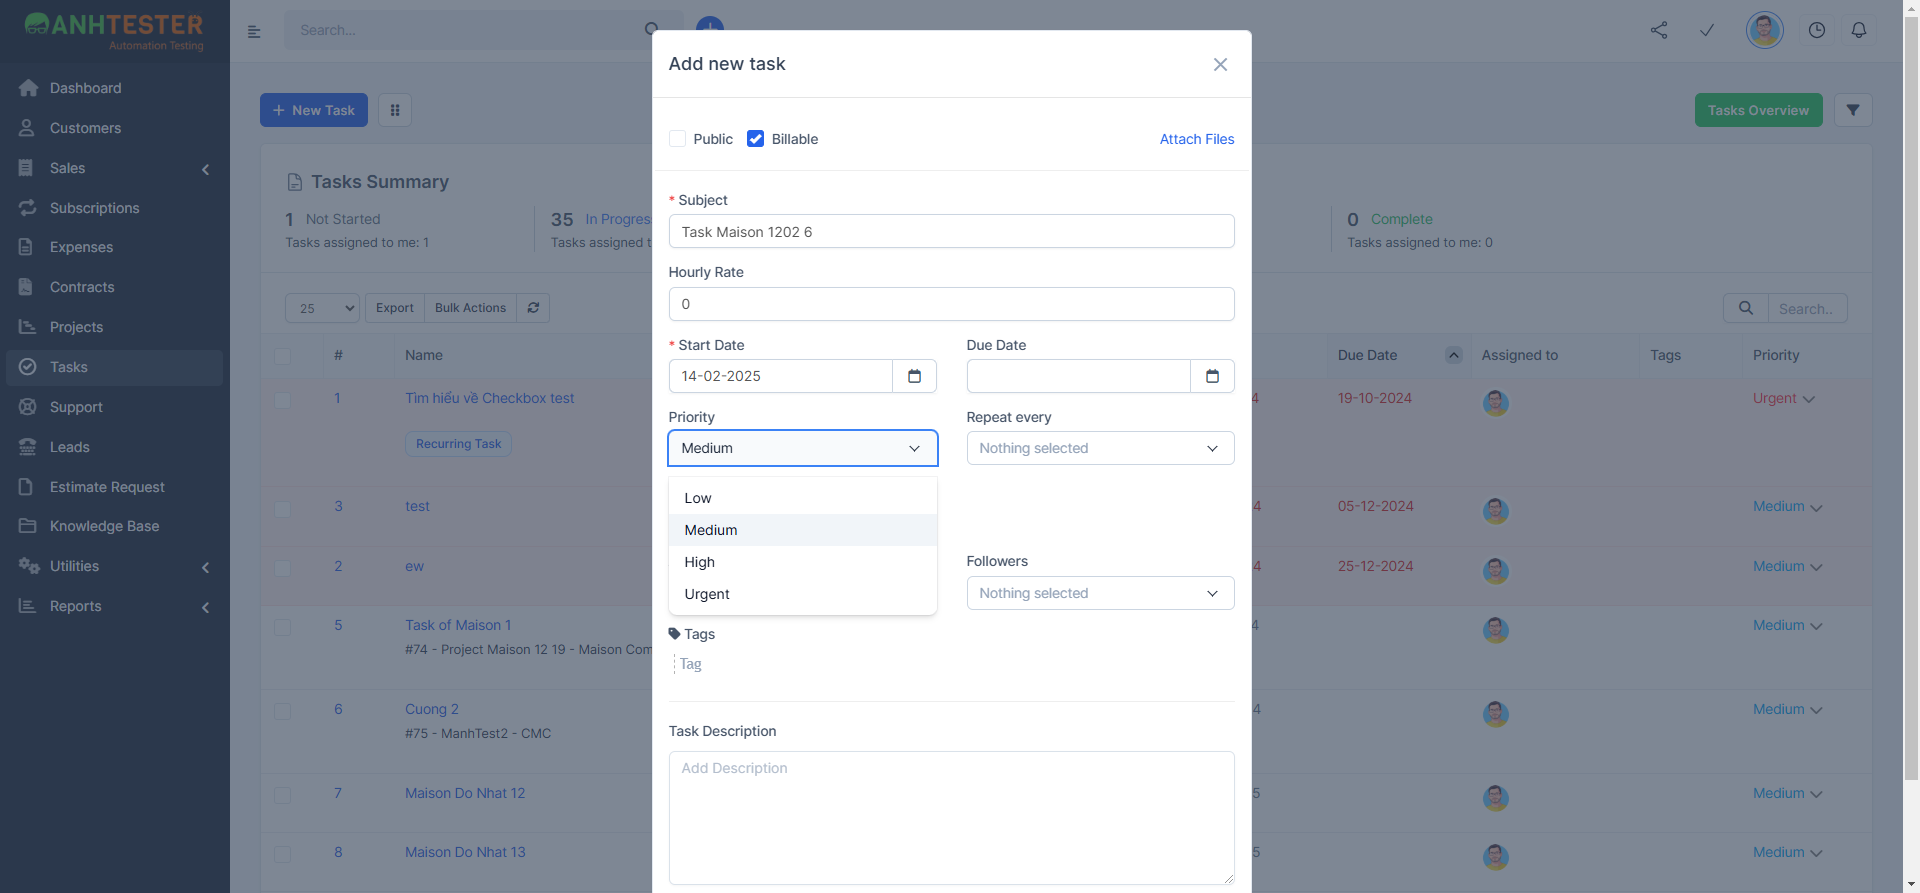 ANHTESTER
Automation Testing
Dashboard
Customers
Sales
Subscriptions
Expenses
Contracts
Projects
Tasks
Support
Leads
Estimate Request
Knowledge Base
Utilities
Reports
Search...
+ New Task
Tasks Overview
Tasks Summary
1 Not Started
Tasks assigned to me: 1
35 In Progres
Tasks assigned t
0 Complete
Tasks assigned to me: 0
25
Export
Bulk Actions
Search..
#
Name
Due Date
Assigned to
Tags
Priority
1
Tìm hiểu về Checkbox test
Recurring Task
4
19-10-2024
Urgent
3
test
4
05-12-2024
Medium
2
ew
4
25-12-2024
Medium
5
Task of Maison 1
#74 - Project Maison 12 19 - Maison Com
4
Medium
6
Cuong 2
#75 - ManhTest2 - CMC
4
Medium
7
Maison Do Nhat 12
5
Medium
8
Maison Do Nhat 13
5
Medium
Add new task
Public
Billable
Attach Files
* Subject
Task Maison 1202 6
Hourly Rate
0
* Start Date
Due Date
14-02-2025
Priority
Repeat every
Medium
Nothing selected
Low
Medium
High
Urgent
Followers
Nothing selected
Tags
Tag
Task Description
Add Description